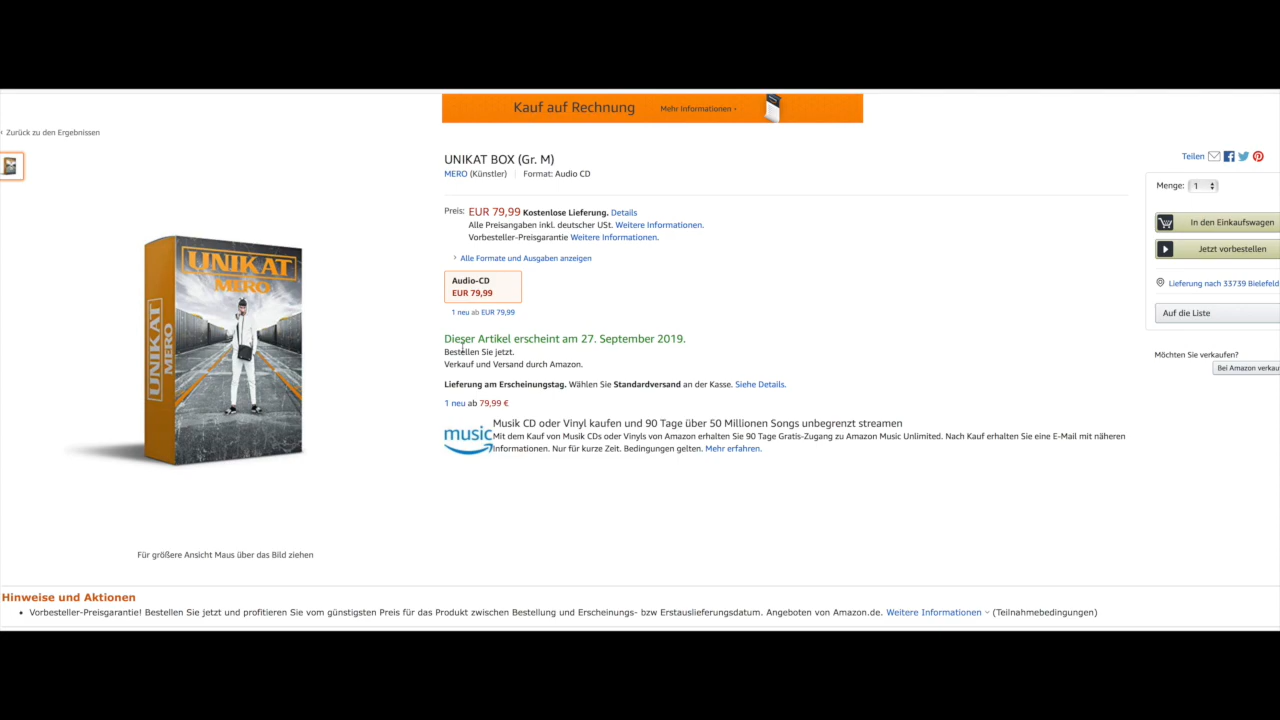 Kauf auf Rechnung Mehr Informationen ›
‹ Zurück zu den Ergebnissen
UNIKAT BOX (Gr. M)
MERO (Künstler) | Format: Audio CD
Preis: EUR 79,99 Kostenlose Lieferung. Details
Alle Preisangaben inkl. deutscher USt. Weitere Informationen.
Vorbesteller-Preisgarantie Weitere Informationen.
› Alle Formate und Ausgaben anzeigen
Audio-CD
EUR 79,99
1 neu ab EUR 79,99
Dieser Artikel erscheint am 27. September 2019.
Bestellen Sie jetzt.
Verkauf und Versand durch Amazon.
Lieferung am Erscheinungstag. Wählen Sie Standardversand an der Kasse. Siehe Details.
1 neu ab 79,99 €
music
Musik CD oder Vinyl kaufen und 90 Tage über 50 Millionen Songs unbegrenzt streamen
Mit dem Kauf von Musik CDs oder Vinyls von Amazon erhalten Sie 90 Tage Gratis-Zugang zu Amazon Music Unlimited. Nach Kauf erhalten Sie eine E-Mail mit näheren
Informationen. Nur für kurze Zeit. Bedingungen gelten. Mehr erfahren.
UNIKAT
MERO
UNIKAT
MERO
Für größere Ansicht Maus über das Bild ziehen
Teilen
Menge: 1
In den Einkaufswagen
Jetzt vorbestellen
Lieferung nach 33739 Bielefeld
Auf die Liste
Möchten Sie verkaufen?
Bei Amazon verkau
Hinweise und Aktionen
• Vorbesteller-Preisgarantie! Bestellen Sie jetzt und profitieren Sie vom günstigsten Preis für das Produkt zwischen Bestellung und Erscheinungs- bzw Erstauslieferungsdatum. Angeboten von Amazon.de. Weitere Informationen (Teilnahmebedingungen)